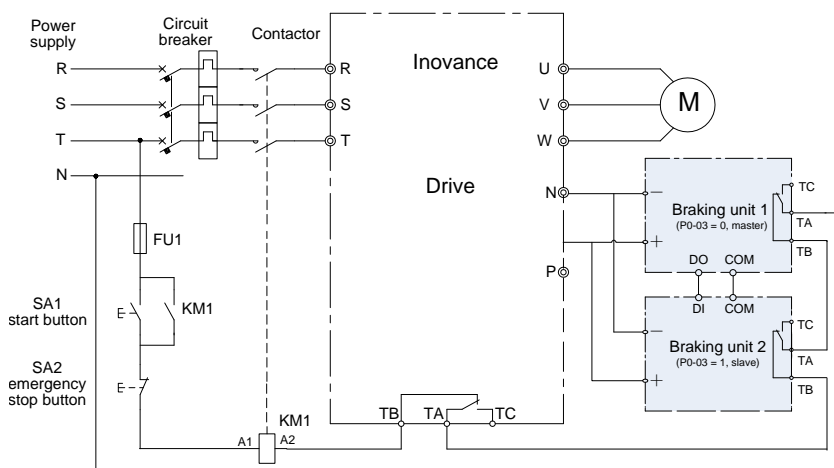 Power
supply
Circuit
breaker
Contactor
R
S
T
N
R
S
T
Inovance
Drive
U
V
W
M
N
P
Braking unit 1
(P0-03 = 0, master)
TC
TA
TB
DO COM
DI COM
Braking unit 2
(P0-03 = 1, slave)
TC
TA
TB
FU1
SA1
start button
KM1
SA2
emergency
stop button
KM1
A1 A2
TB TA TC